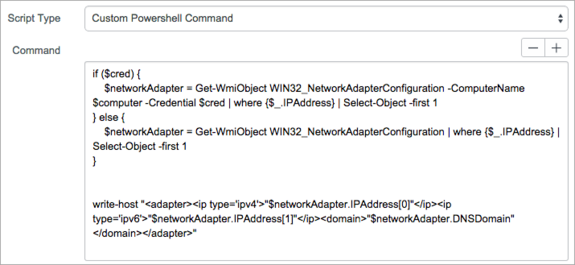 Script Type
Custom Powershell Command
Command
if ($cred) {
    $networkAdapter = Get-WmiObject WIN32_NetworkAdapterConfiguration -ComputerName
$computer -Credential $cred | where {$_.IPAddress} | Select-Object -first 1
} else {
    $networkAdapter = Get-WmiObject WIN32_NetworkAdapterConfiguration | where {$_.IPAddress} |
Select-Object -first 1
}
write-host "<adapter><ip type='ipv4'>"$networkAdapter.IPAddress[0]"</ip><ip
type='ipv6'>"$networkAdapter.IPAddress[1]"</ip><domain>"$networkAdapter.DNSDomain"
</domain></adapter>"